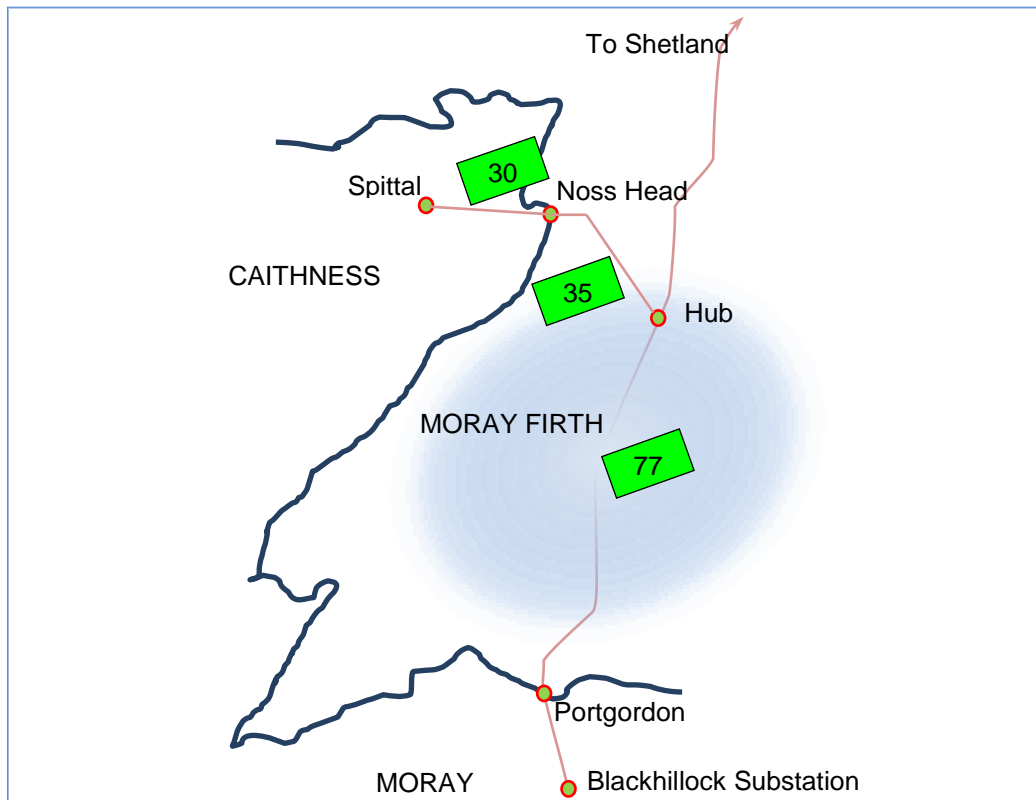 To Shetland
30
Spittal
Noss Head
CAITHNESS
35
Hub
MORAY FIRTH
77
Portgordon
MORAY
Blackhillock Substation